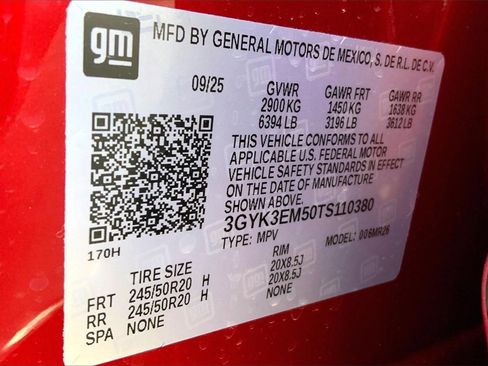 gm MFD BY GENERAL MOTORS DE MEXICO, S. DE R.L. DE C.V.
09/25 GVWR GAWR FRT GAWR RR
2900 KG 1450 KG 1638 KG
6394 LB 3196 LB 3612 LB
THIS VEHICLE CONFORMS TO ALL
APPLICABLE U.S. FEDERAL MOTOR
VEHICLE SAFETY STANDARDS IN EFFECT
ON THE DATE OF MANUFACTURE
SHOWN ABOVE.
3GYK3EM50TS110380
170H TYPE: MPV MODEL: 006MR26
TIRE SIZE RIM
FRT 245/50R20 H 20X8.5J
RR 245/50R20 H 20X8.5J
SPA NONE NONE